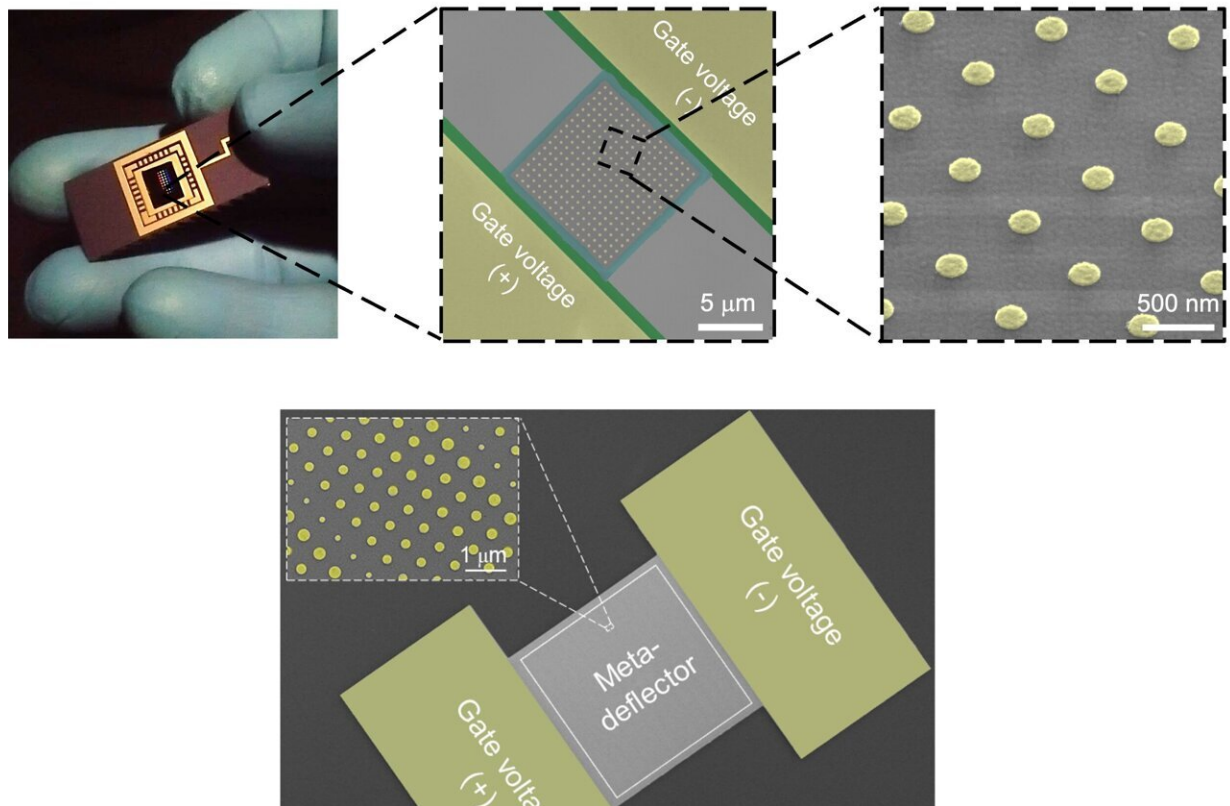 Gate voltage
(-)
Gate voltage
(+)
5 μm
500 nm
1 μm
Gate voltage
(-)
Meta-
deflector
Gate volta
(+)